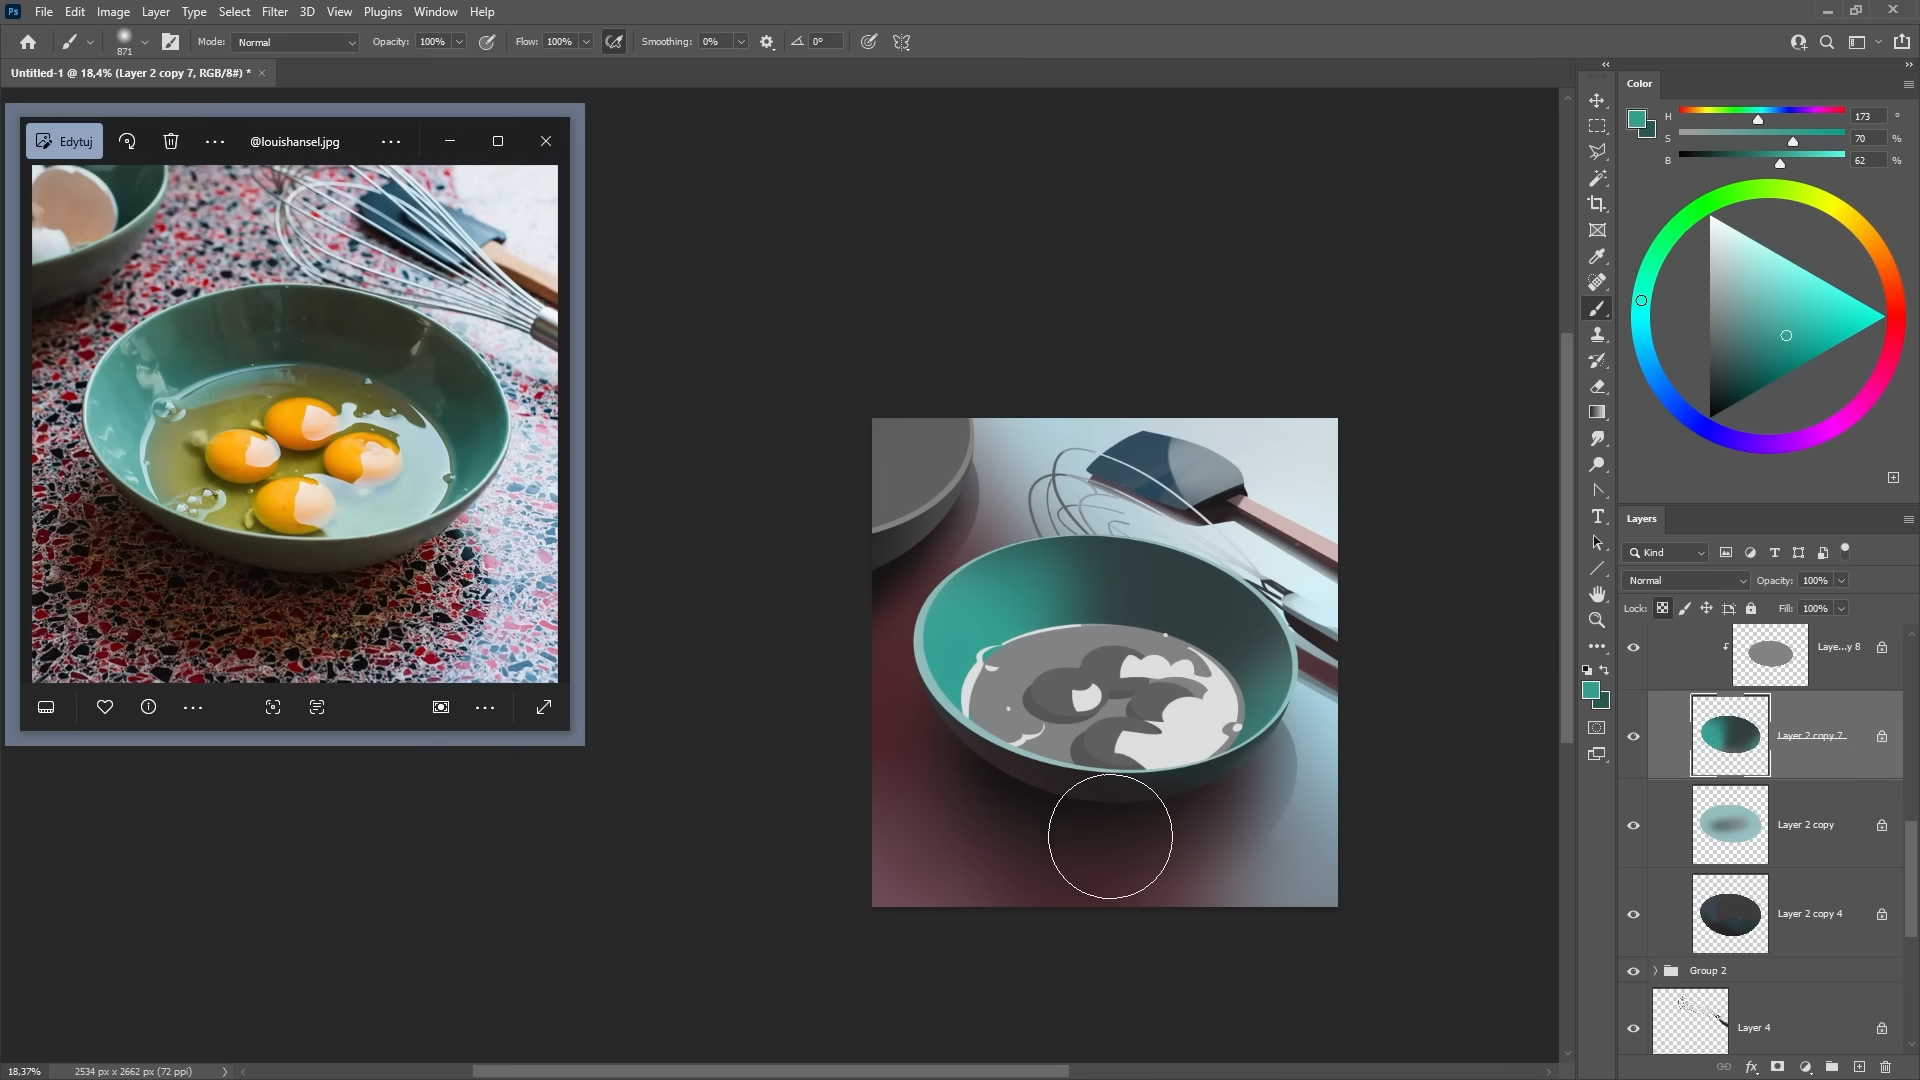 Ps File Edit Image Layer Type Select Filter 3D View Plugins Window Help
871 Mode: Normal Opacity: 100% Flow: 100% Smoothing: 0% 0°
Untitled-1 @ 18,4% (Layer 2 copy 7, RGB/8#) *
Edytuj @louishansel.jpg
Color
H 173 °
S 70 %
B 62 %
Layers
Kind
Normal Opacity: 100%
Lock: Fill: 100%
Laye...y 8
Layer 2 copy 7
Layer 2 copy
Layer 2 copy 4
Group 2
Layer 4
18,37% 2534 px x 2662 px (72 ppi)